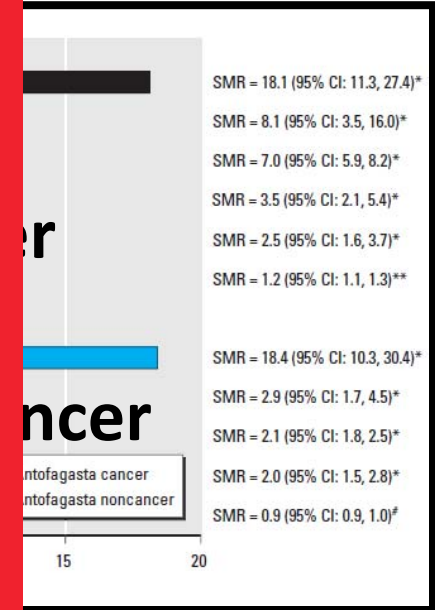 SMR = 18.1 (95% CI: 11.3, 27.4)*
SMR = 8.1 (95% CI: 3.5, 16.0)*
SMR = 7.0 (95% CI: 5.9, 8.2)*
SMR = 3.5 (95% CI: 2.1, 5.4)*
er
SMR = 2.5 (95% CI: 1.6, 3.7)*
SMR = 1.2 (95% CI: 1.1, 1.3)**
SMR = 18.4 (95% CI: 10.3, 30.4)*
SMR = 2.9 (95% CI: 1.7, 4.5)*
ncer
SMR = 2.1 (95% CI: 1.8, 2.5)*
ntofagasta cancer
SMR = 2.0 (95% CI: 1.5, 2.8)*
ntofagasta noncancer
SMR = 0.9 (95% CI: 0.9, 1.0)#
15 20